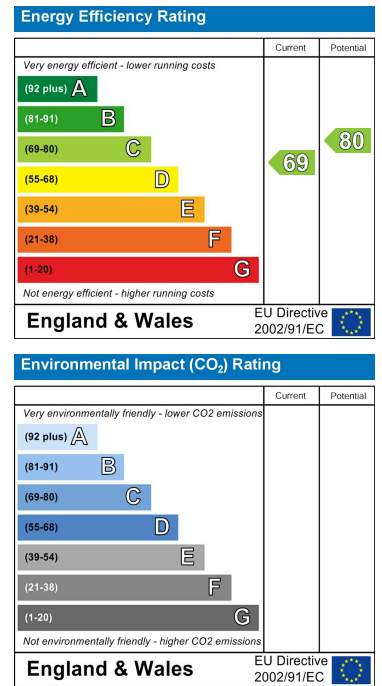 Energy Efficiency Rating
Current Potential
Very energy efficient - lower running costs
(92 plus) A
(81-91) B
(69-80) C
(55-68) D
(39-54) E
(21-38) F
(1-20) G
69
80
Not energy efficient - higher running costs
England & Wales
EU Directive
2002/91/EC
Environmental Impact (CO₂) Rating
Current Potential
Very environmentally friendly - lower CO2 emissions
(92 plus) A
(81-91) B
(69-80) C
(55-68) D
(39-54) E
(21-38) F
(1-20) G
Not environmentally friendly - higher CO2 emissions
England & Wales
EU Directive
2002/91/EC